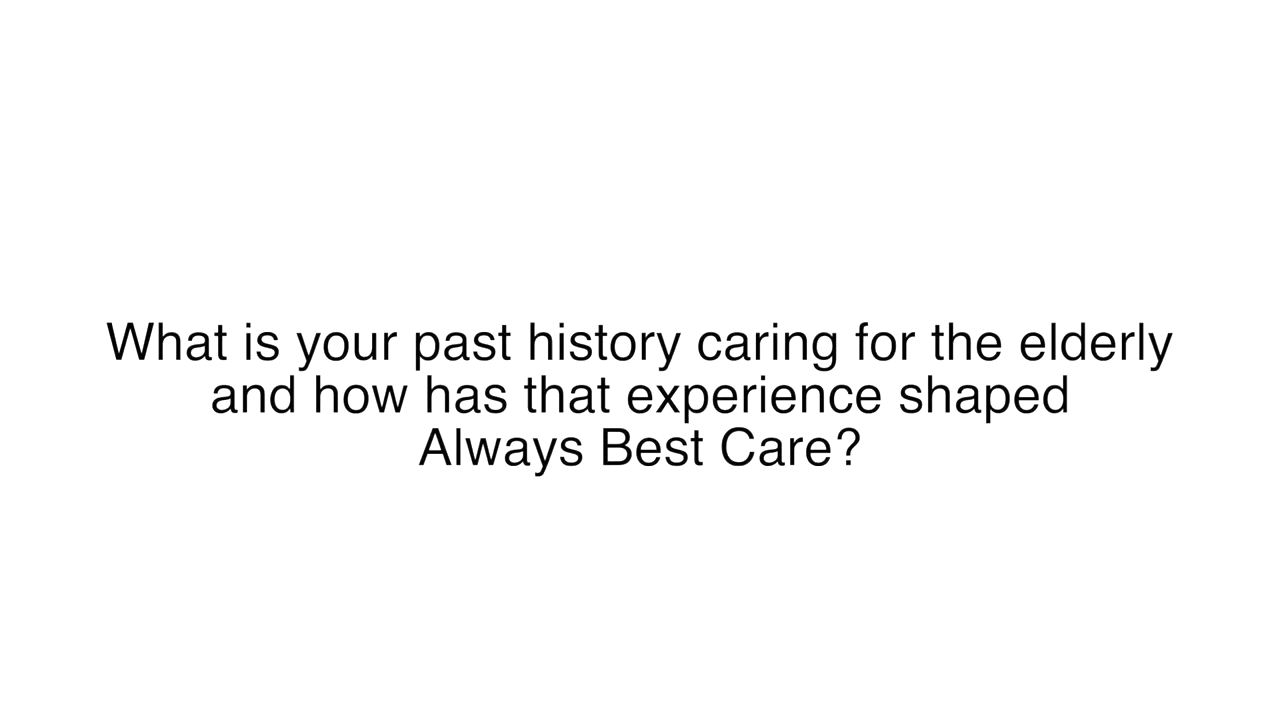 What is your past history caring for the elderly
and how has that experience shaped
Always Best Care?